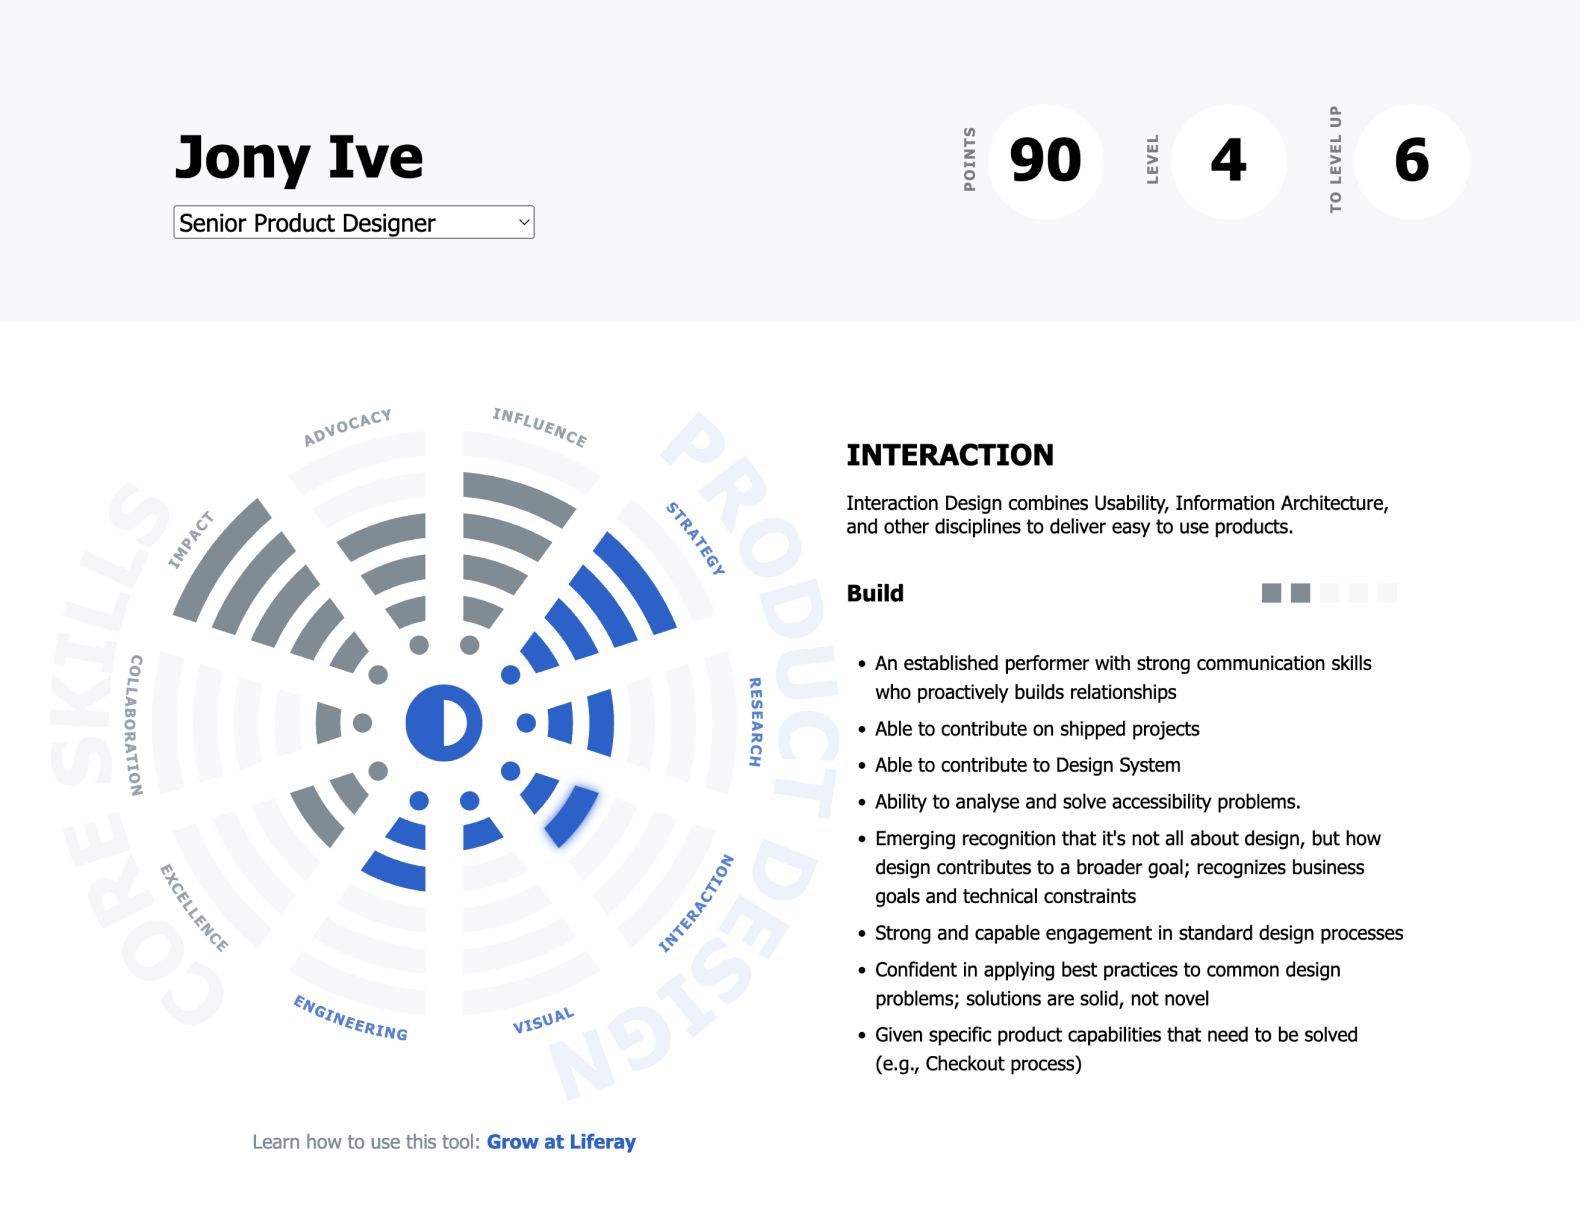 Jony Ive
Senior Product Designer
POINTS
90
LEVEL
4
TO LEVEL UP
6
CORE SKILLS
PRODUCT DESIGN
ADVOCACY
INFLUENCE
IMPACT
STRATEGY
COLLABORATION
RESEARCH
EXCELLENCE
INTERACTION
ENGINEERING
VISUAL
Learn how to use this tool: Grow at Liferay
INTERACTION
Interaction Design combines Usability, Information Architecture,
and other disciplines to deliver easy to use products.
Build
• An established performer with strong communication skills
who proactively builds relationships
• Able to contribute on shipped projects
• Able to contribute to Design System
• Ability to analyse and solve accessibility problems.
• Emerging recognition that it's not all about design, but how
design contributes to a broader goal; recognizes business
goals and technical constraints
• Strong and capable engagement in standard design processes
• Confident in applying best practices to common design
problems; solutions are solid, not novel
• Given specific product capabilities that need to be solved
(e.g., Checkout process)